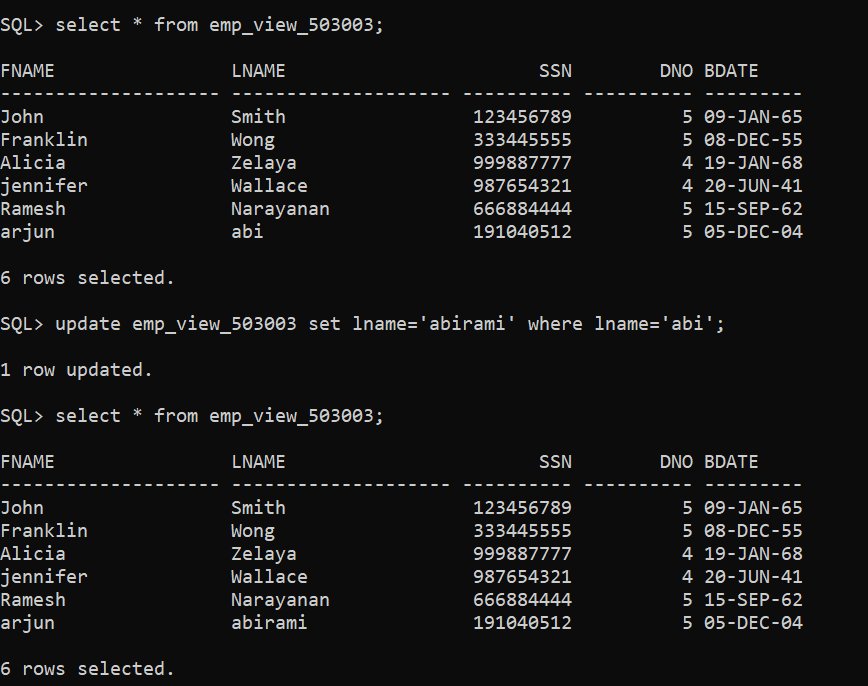 SQL> select * from emp_view_503003;
FNAME                LNAME                       SSN        DNO BDATE
-------------------- -------------------- ---------- ---------- ---------
John                 Smith                 123456789          5 09-JAN-65
Franklin             Wong                  333445555          5 08-DEC-55
Alicia               Zelaya                999887777          4 19-JAN-68
jennifer             Wallace               987654321          4 20-JUN-41
Ramesh               Narayanan             666884444          5 15-SEP-62
arjun                abi                   191040512          5 05-DEC-04
6 rows selected.
SQL> update emp_view_503003 set lname='abirami' where lname='abi';
1 row updated.
SQL> select * from emp_view_503003;
FNAME                LNAME                       SSN        DNO BDATE
-------------------- -------------------- ---------- ---------- ---------
John                 Smith                 123456789          5 09-JAN-65
Franklin             Wong                  333445555          5 08-DEC-55
Alicia               Zelaya                999887777          4 19-JAN-68
jennifer             Wallace               987654321          4 20-JUN-41
Ramesh               Narayanan             666884444          5 15-SEP-62
arjun                abirami               191040512          5 05-DEC-04
6 rows selected.